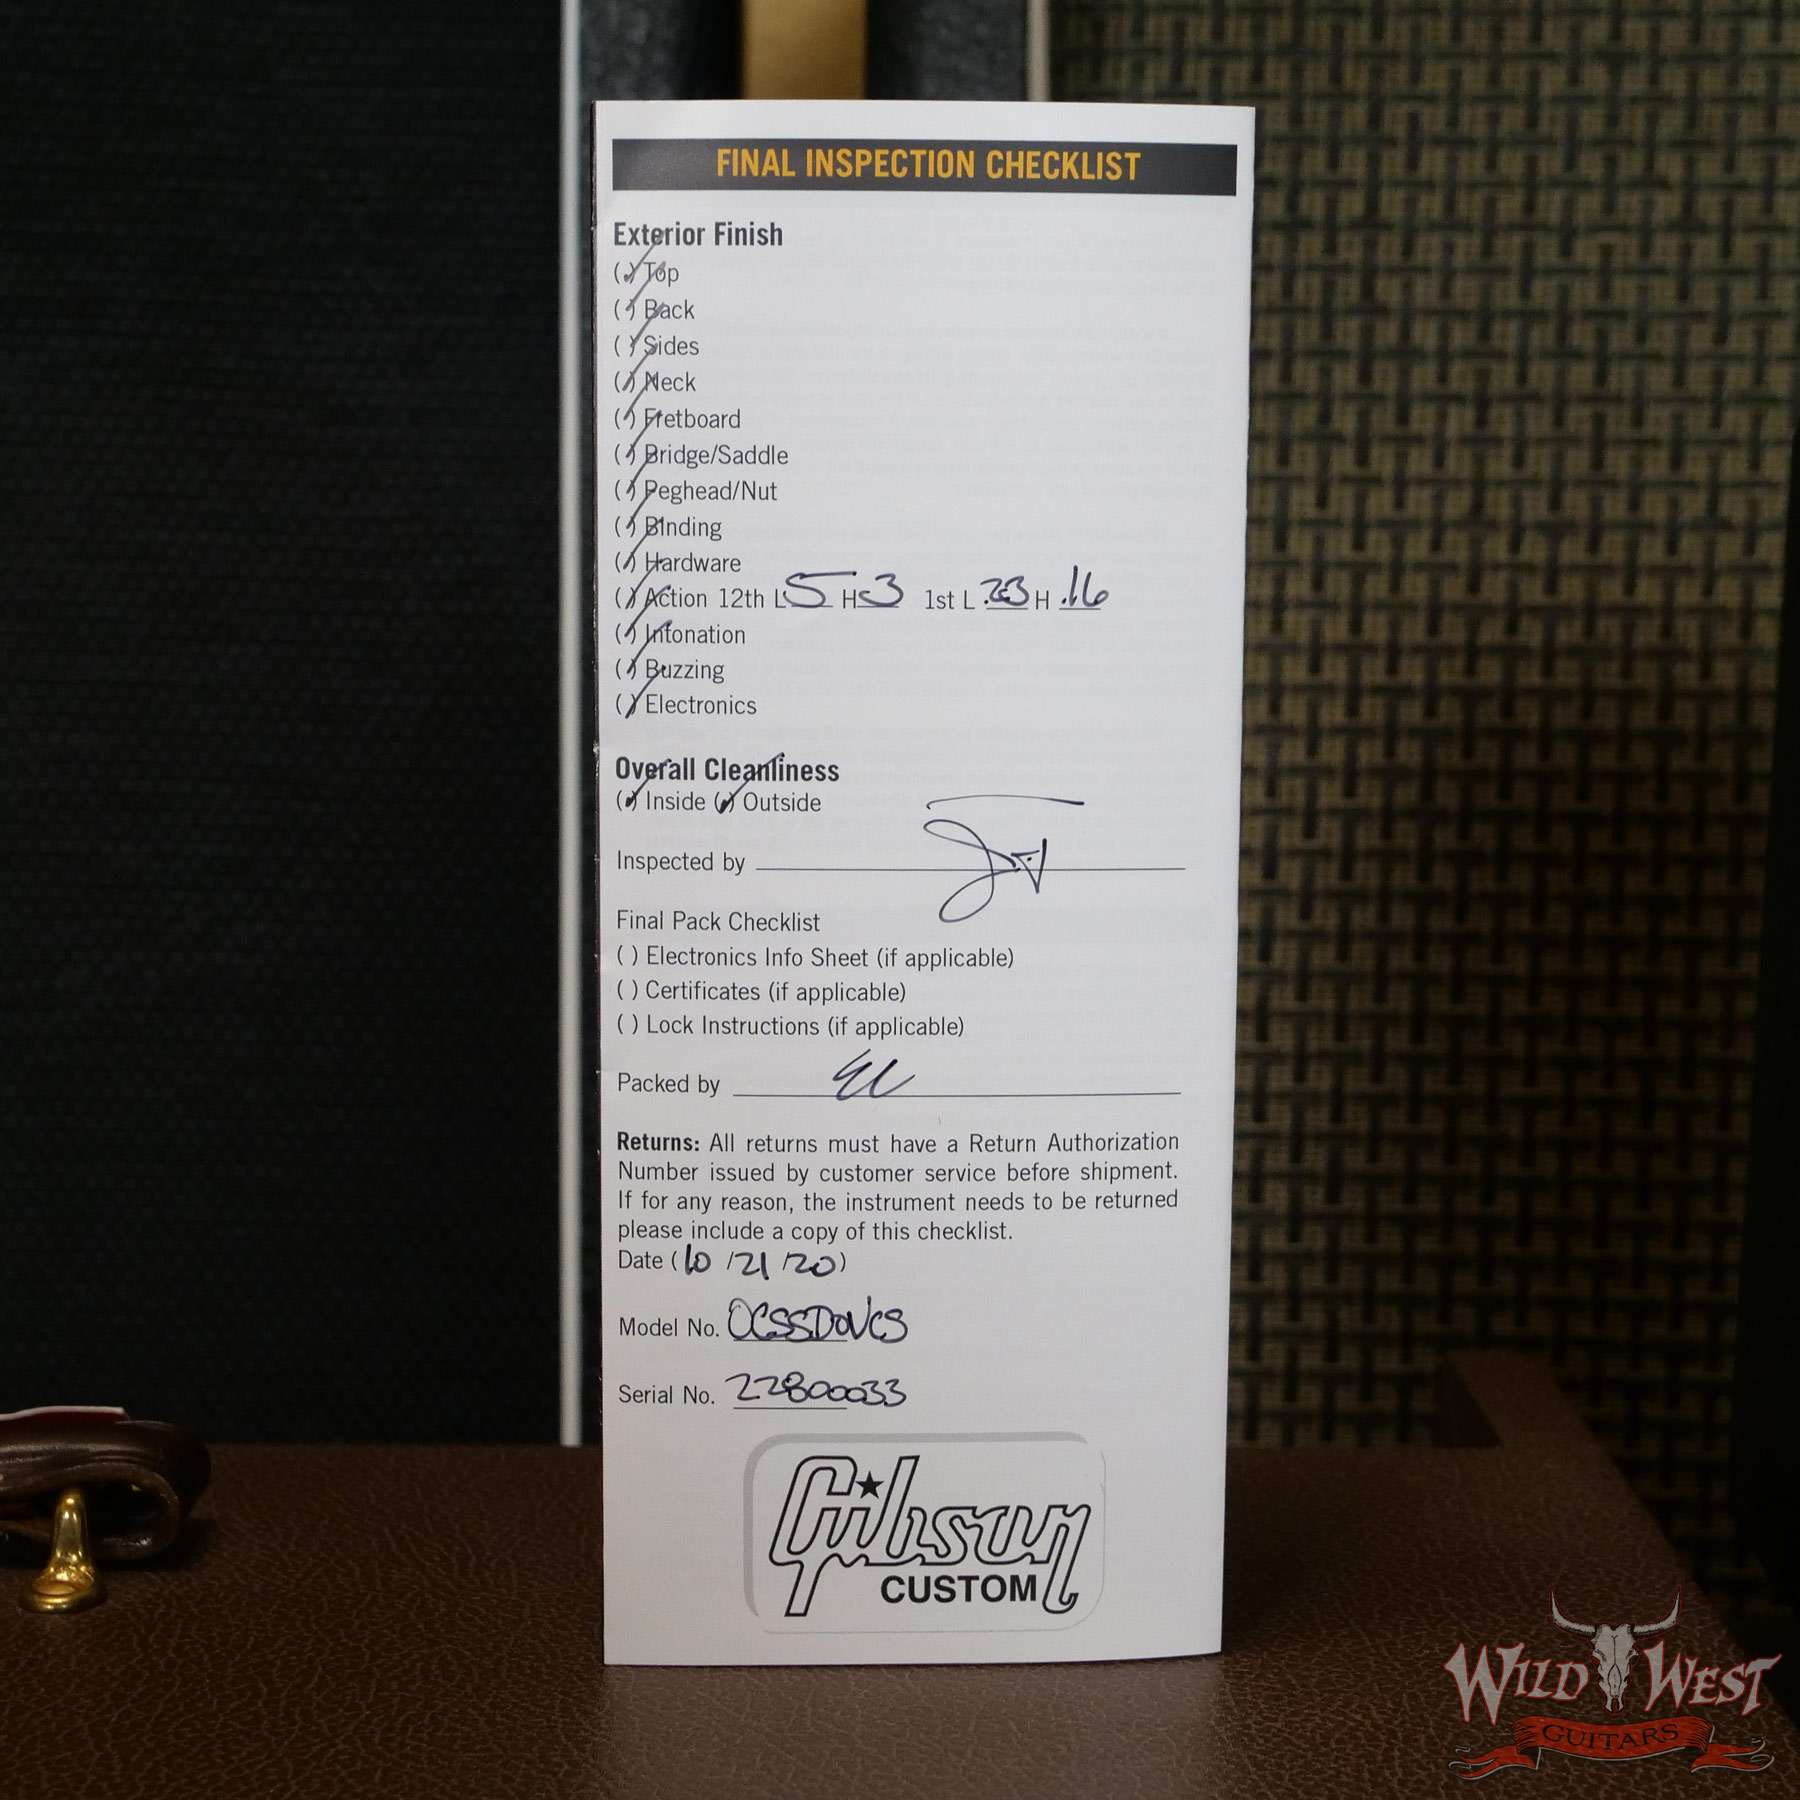 FINAL INSPECTION CHECKLIST
Exterior Finish
(✓) Top
(✓) Back
(✓) Sides
(✓) Neck
(✓) Fretboard
(✓) Bridge/Saddle
(✓) Peghead/Nut
(✓) Binding
(✓) Hardware
(✓) Action 12th L 5 H 3 1st L .23 H .16
(✓) Intonation
(✓) Buzzing
(✓) Electronics
Overall Cleanliness
(✓) Inside (✓) Outside
Inspected by
Final Pack Checklist
( ) Electronics Info Sheet (if applicable)
( ) Certificates (if applicable)
( ) Lock Instructions (if applicable)
Packed by
Returns: All returns must have a Return Authorization
Number issued by customer service before shipment.
If for any reason, the instrument needs to be returned
please include a copy of this checklist.
Date (10/21/20)
Model No. OCSSDOVCS
Serial No. 22800033
Gibson
CUSTOM
WILD WEST
GUITARS